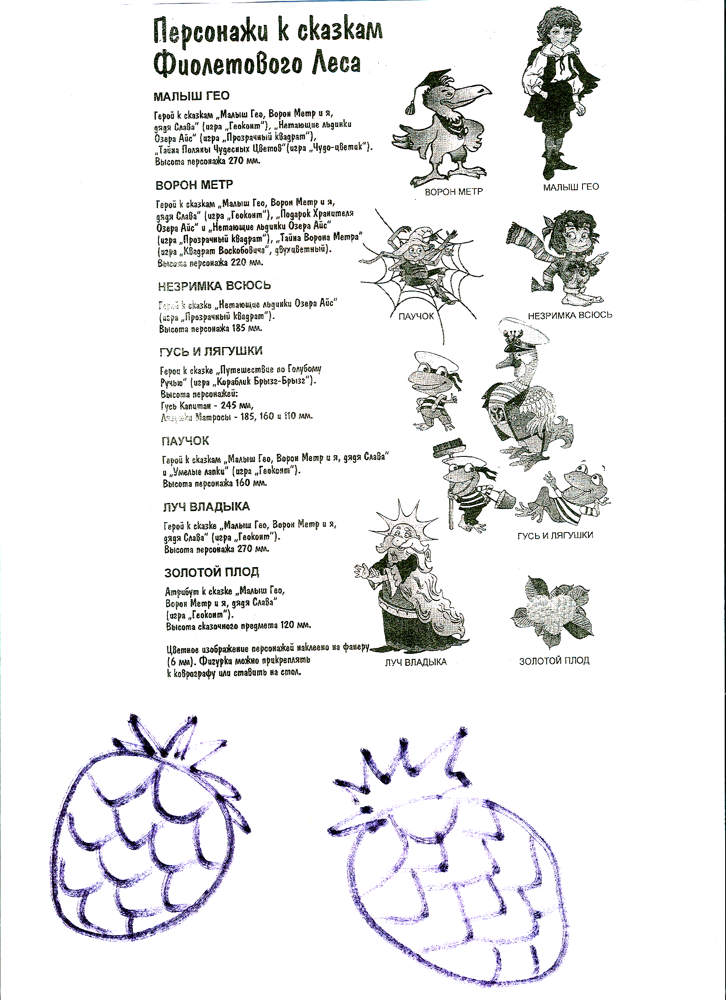 Персонажи к сказкам
Фиолетового Леса
МАЛЫШ ГЕО
Герой к сказкам „Малыш Гео, Ворон Метр и я,
дядя Слава“ (игра „Геоконт“), „Нетающие льдинки
Озера Айс“ (игра „Прозрачный квадрат“),
„Тайна Поляны Чудесных Цветов“(игра „Чудо-цветик“).
Высота персонажа 270 мм.
ВОРОН МЕТР
Герой к сказкам „Малыш Гео, Ворон Метр и я,
дядя Слава“ (игра „Геоконт“), „Подарок Хранителя
Озера Айс“ и „Нетающие льдинки Озера Айс“
(игра „Прозрачный квадрат“), „Тайна Ворона Метра“
(игра „Квадрат Воскобовича“, двухцветный).
Высота персонажа 220 мм.
НЕЗРИМКА ВСЮСЬ
Герой к сказке „Нетающие льдинки Озера Айс“
(игра „Прозрачный квадрат“).
Высота персонажа 185 мм.
ГУСЬ И ЛЯГУШКИ
Герои к сказке „Путешествие по Голубому
Ручью“ (игра „Кораблик Брызг-Брызг“).
Высота персонажей:
Гусь Капитан - 245 мм,
Лягушки Матросы - 185, 160 и 110 мм.
ПАУЧОК
Герой к сказкам „Малыш Гео, Ворон Метр и я, дядя Слава“
и „Умелые лапки“ (игра „Геоконт“).
Высота персонажа 160 мм.
ЛУЧ ВЛАДЫКА
Герой к сказке „Малыш Гео, Ворон Метр и я,
дядя Слава“ (игра „Геоконт“).
Высота персонажа 270 мм.
ЗОЛОТОЙ ПЛОД
Атрибут к сказке „Малыш Гео,
Ворон Метр и я, дядя Слава“
(игра „Геоконт“).
Высота сказочного предмета 120 мм.
Цветное изображение персонажей наклеено на фанеру
(6 мм). Фигурки можно прикреплять
к коврографу или ставить на стол.
ВОРОН МЕТР
МАЛЫШ ГЕО
ПАУЧОК
НЕЗРИМКА ВСЮСЬ
ГУСЬ И ЛЯГУШКИ
ЛУЧ ВЛАДЫКА
ЗОЛОТОЙ ПЛОД